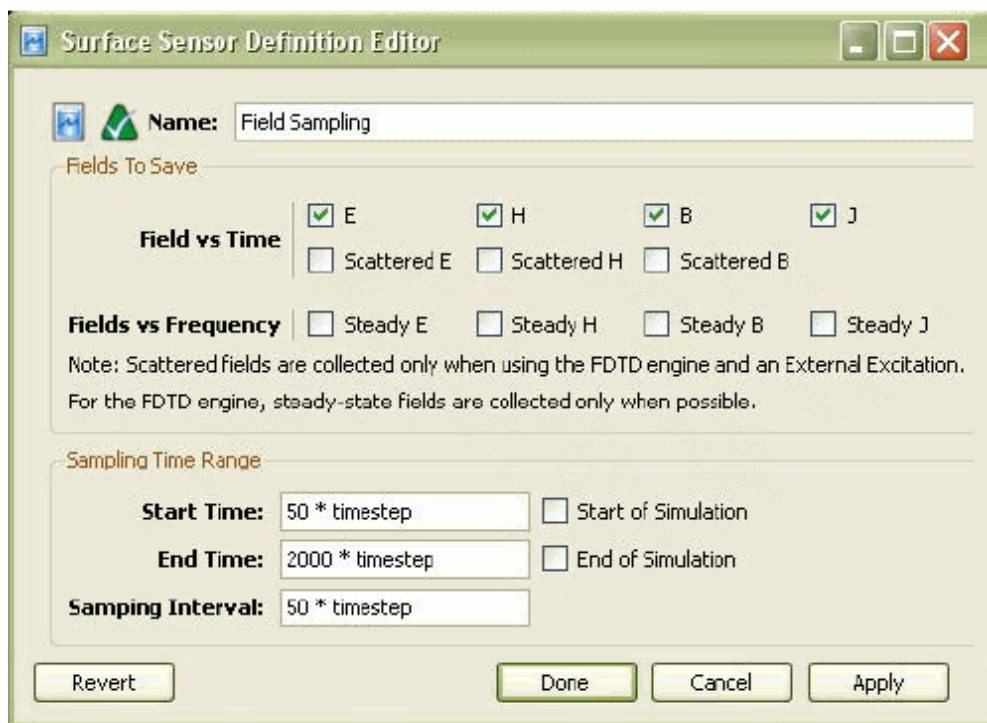 Surface Sensor Definition Editor
Name: Field Sampling
Fields To Save
Field vs Time E H B J
Scattered E Scattered H Scattered B
Fields vs Frequency Steady E Steady H Steady B Steady J
Note: Scattered fields are collected only when using the FDTD engine and an External Excitation.
For the FDTD engine, steady-state fields are collected only when possible.
Sampling Time Range
Start Time: 50 * timestep Start of Simulation
End Time: 2000 * timestep End of Simulation
Samping Interval: 50 * timestep
Revert Done Cancel Apply